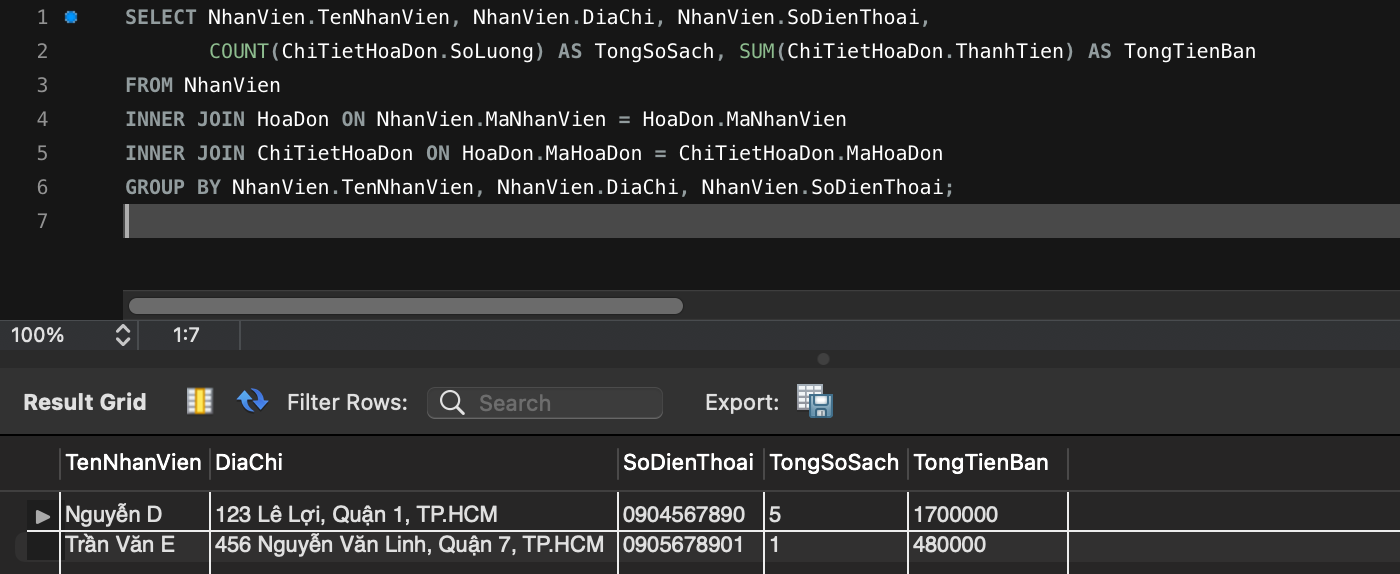 1 SELECT NhanVien.TenNhanVien, NhanVien.DiaChi, NhanVien.SoDienThoai,
2 COUNT(ChiTietHoaDon.SoLuong) AS TongSoSach, SUM(ChiTietHoaDon.ThanhTien) AS TongTienBan
3 FROM NhanVien
4 INNER JOIN HoaDon ON NhanVien.MaNhanVien = HoaDon.MaNhanVien
5 INNER JOIN ChiTietHoaDon ON HoaDon.MaHoaDon = ChiTietHoaDon.MaHoaDon
6 GROUP BY NhanVien.TenNhanVien, NhanVien.DiaChi, NhanVien.SoDienThoai;
7
100% 1:7
Result Grid Filter Rows: Search Export:
TenNhanVien DiaChi SoDienThoai TongSoSach TongTienBan
Nguyễn D 123 Lê Lợi, Quận 1, TP.HCM 0904567890 5 1700000
Trần Văn E 456 Nguyễn Văn Linh, Quận 7, TP.HCM 0905678901 1 480000